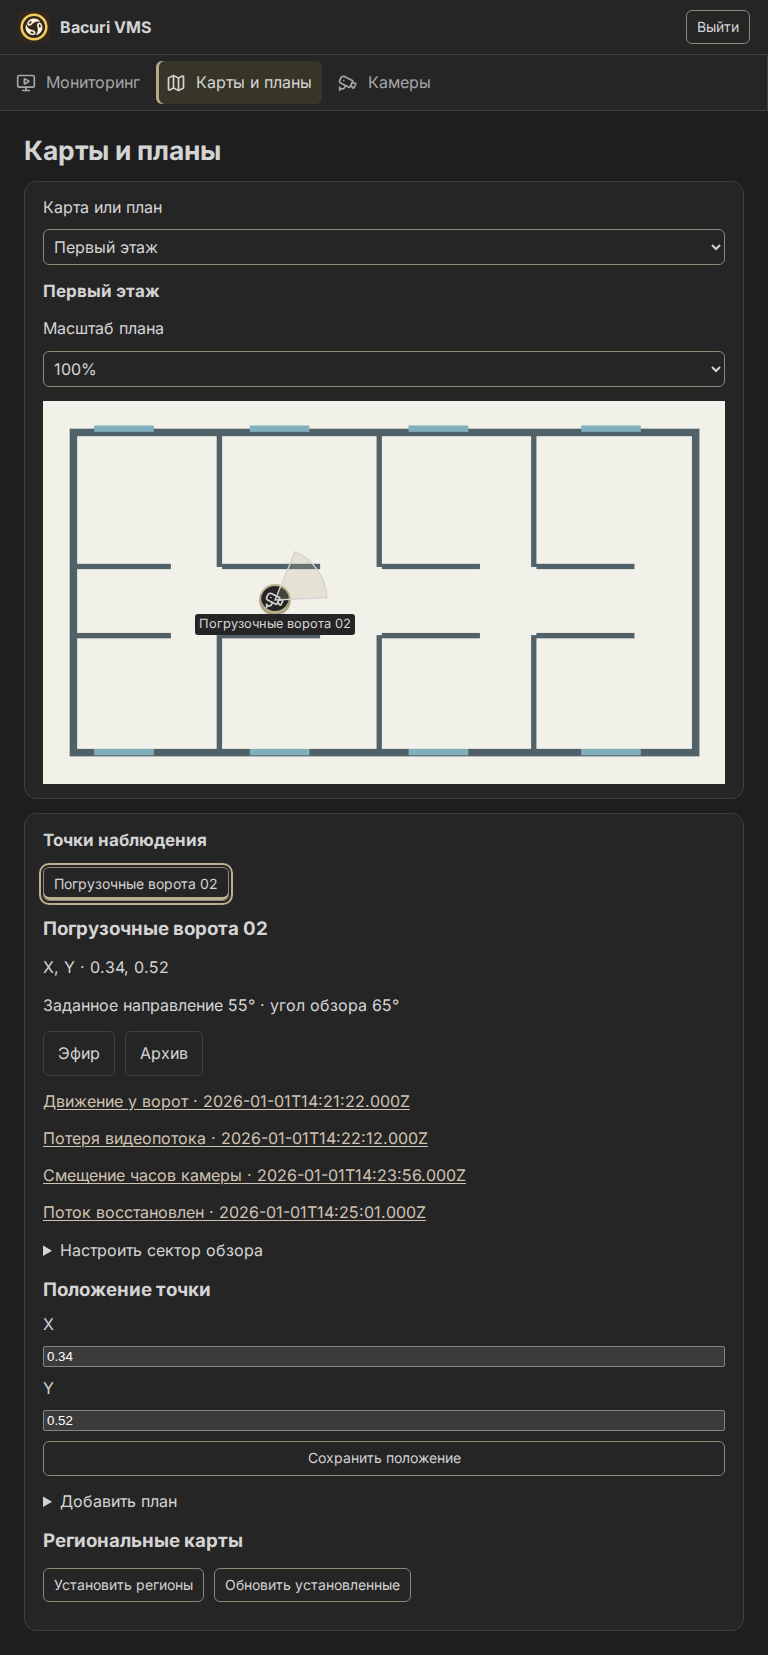 Bacuri VMS
Выйти
Мониторинг
Карты и планы
Камеры
Карты и планы
Карта или план
Первый этаж
Первый этаж
Масштаб плана
100%
Погрузочные ворота 02
Точки наблюдения
Погрузочные ворота 02
Погрузочные ворота 02
X, Y · 0.34, 0.52
Заданное направление 55° · угол обзора 65°
Эфир
Архив
Движение у ворот · 2026-01-01T14:21:22.000Z
Потеря видеопотока · 2026-01-01T14:22:12.000Z
Смещение часов камеры · 2026-01-01T14:23:56.000Z
Поток восстановлен · 2026-01-01T14:25:01.000Z
Настроить сектор обзора
Положение точки
X
0.34
Y
0.52
Сохранить положение
Добавить план
Региональные карты
Установить регионы
Обновить установленные